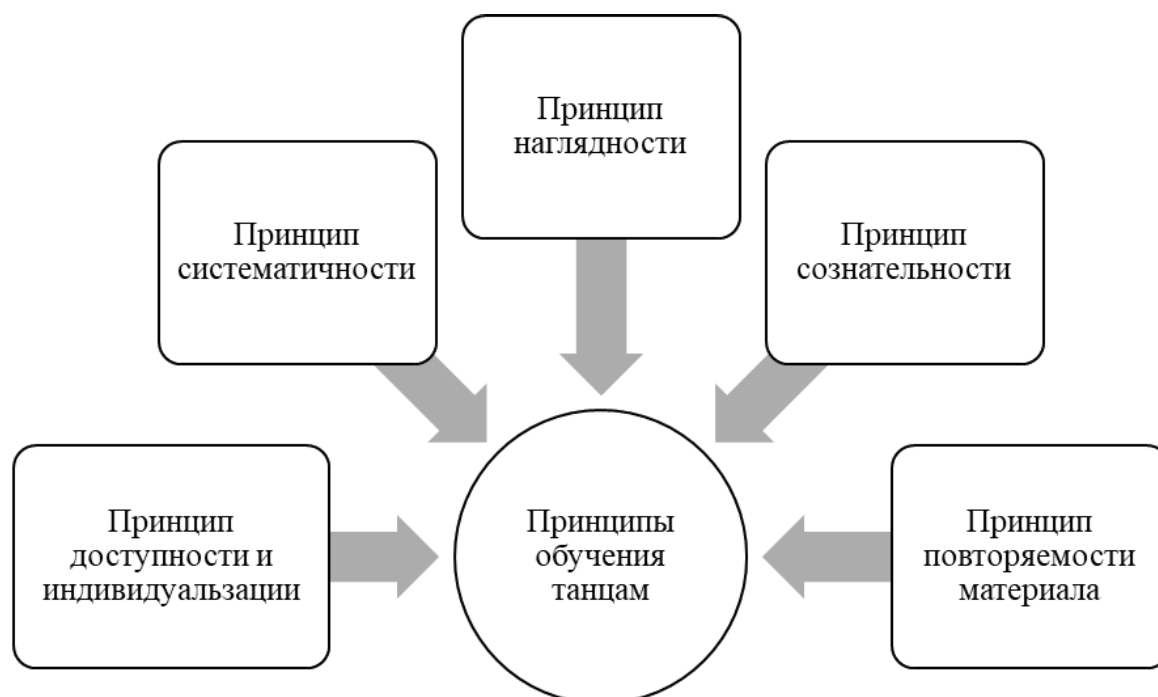 Принцип
наглядности
Принцип
систематичности
Принцип
сознательности
Принцип
доступности и
индивидуальзации
Принципы
обучения
танцам
Принцип
повторяемости
материала